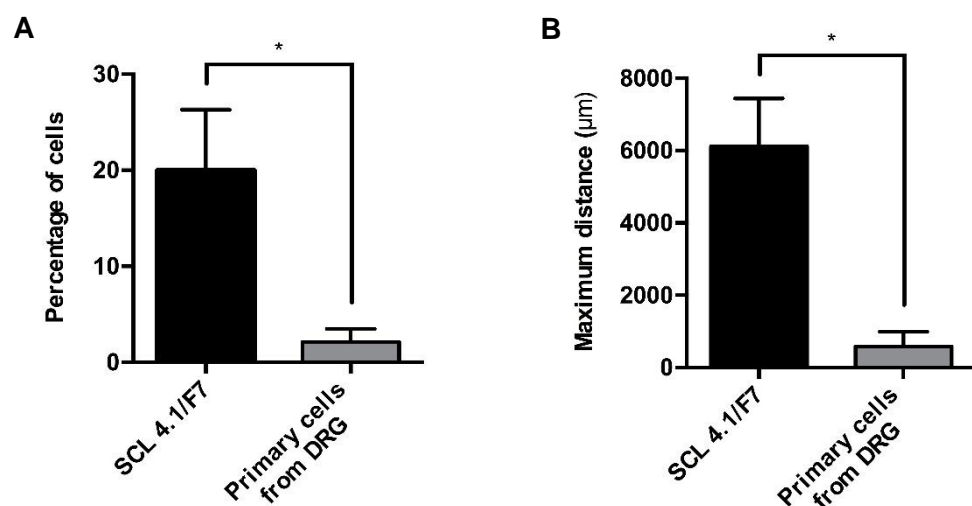 A
*
Percentage of cells
30
20
10
0
SCL 4.1/F7
Primary cells
from DRG
B
*
Maximum distance (µm)
8000
6000
4000
2000
0
SCL 4.1/F7
Primary cells
from DRG